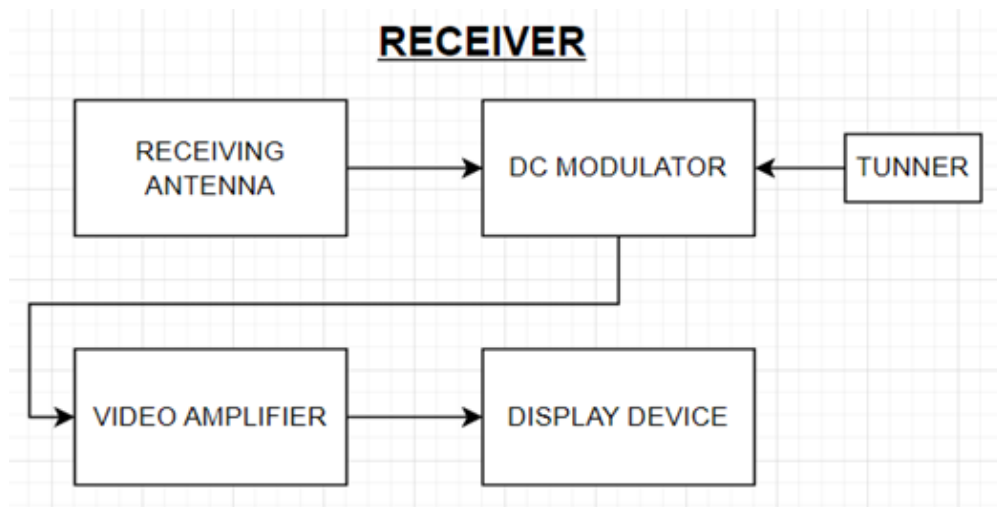 RECEIVER
RECEIVING
ANTENNA
DC MODULATOR
TUNNER
VIDEO AMPLIFIER
DISPLAY DEVICE